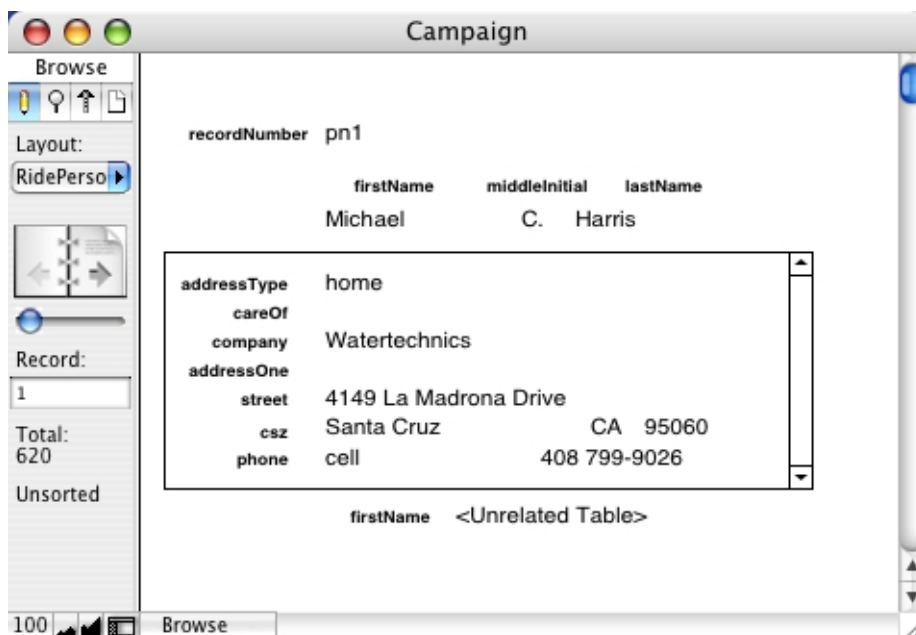 Campaign
Browse
Layout:
RidePerso
Record:
1
Total:
620
Unsorted
recordNumber pn1
firstName middleInitial lastName
Michael C. Harris
addressType home
careOf
company Watertechnics
addressOne
street 4149 La Madrona Drive
csz Santa Cruz CA 95060
phone cell 408 799-9026
firstName <Unrelated Table>
100 Browse